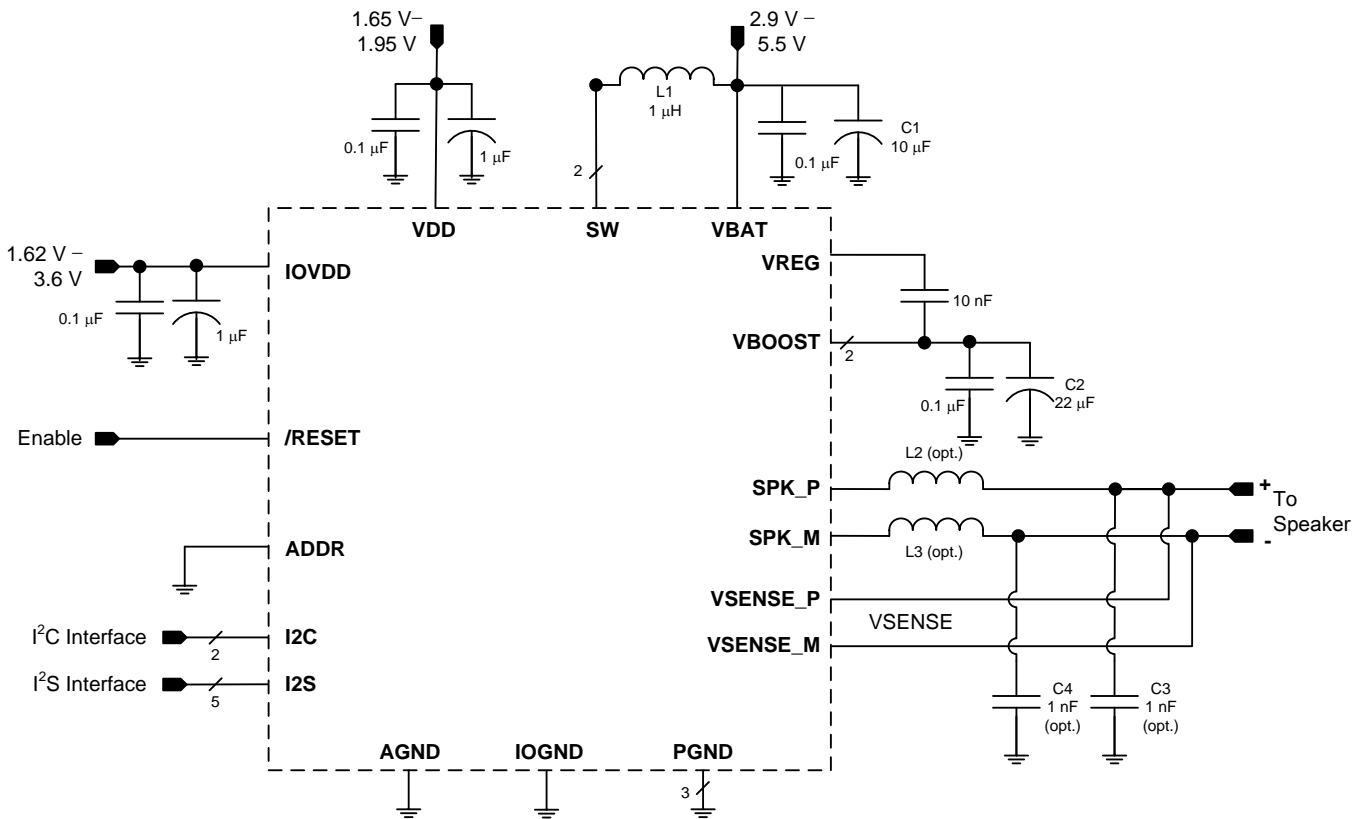 1.65 V–
1.95 V
2.9 V –
5.5 V
L1
1 μH
0.1 μF
1 μF
2
0.1 μF
C1
10 μF
VDD
SW
VBAT
1.62 V –
3.6 V
IOVDD
VREG
0.1 μF
1 μF
10 nF
VBOOST
2
0.1 μF
C2
22 μF
Enable
/RESET
L2 (opt.)
SPK_P
+
To
Speaker
-
SPK_M
L3 (opt.)
ADDR
VSENSE_P
VSENSE
VSENSE_M
I²C Interface
2
I2C
I²S Interface
5
I2S
C4
1 nF
(opt.)
C3
1 nF
(opt.)
AGND
IOGND
PGND
3